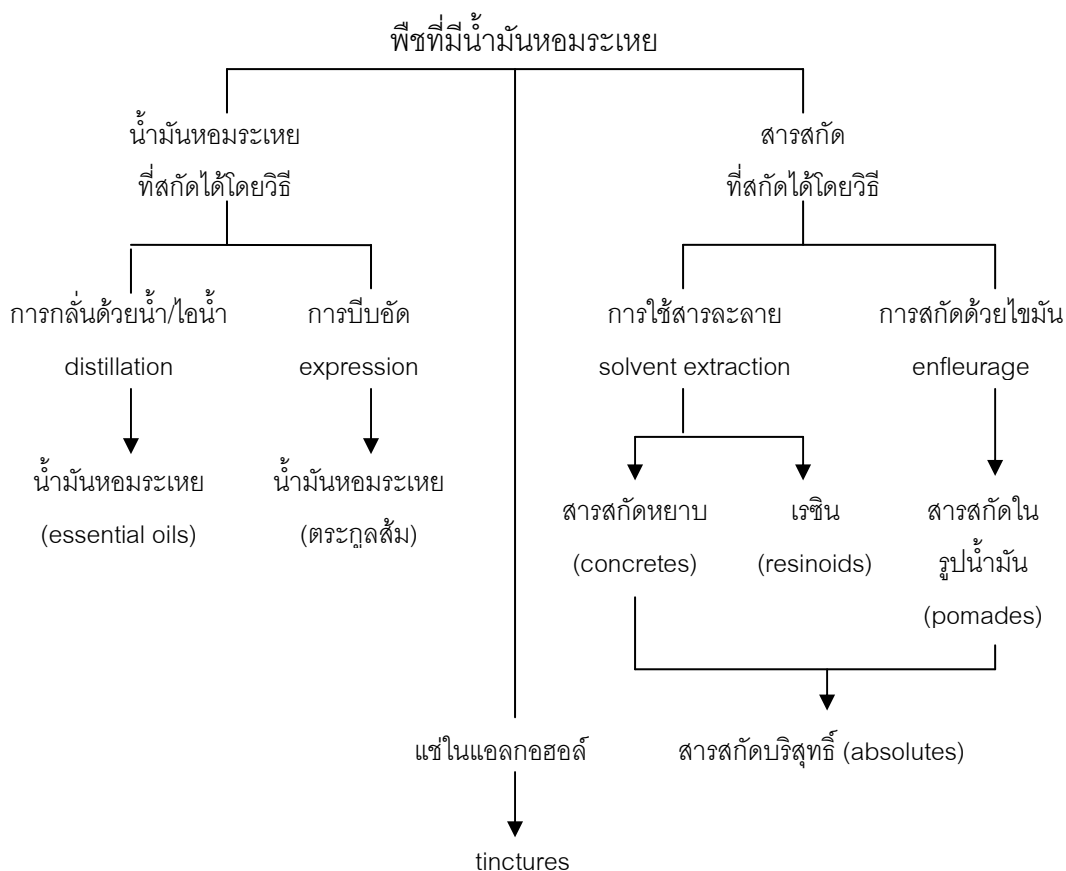 พืชที่มีน้ำมันหอมระเหย
น้ำมันหอมระเหย
ที่สกัดได้โดยวิธี
สารสกัด
ที่สกัดได้โดยวิธี
การกลั่นด้วยน้ำ/ไอน้ำ
distillation
การบีบอัด
expression
การใช้สารละลาย
solvent extraction
การสกัดด้วยไขมัน
enfleurage
น้ำมันหอมระเหย
(essential oils)
น้ำมันหอมระเหย
(ตระกูลส้ม)
สารสกัดหยาบ
(concretes)
เรซิน
(resinoids)
สารสกัดใน
รูปน้ำมัน
(pomades)
แช่ในแอลกอฮอล์
สารสกัดบริสุทธิ์ (absolutes)
tinctures